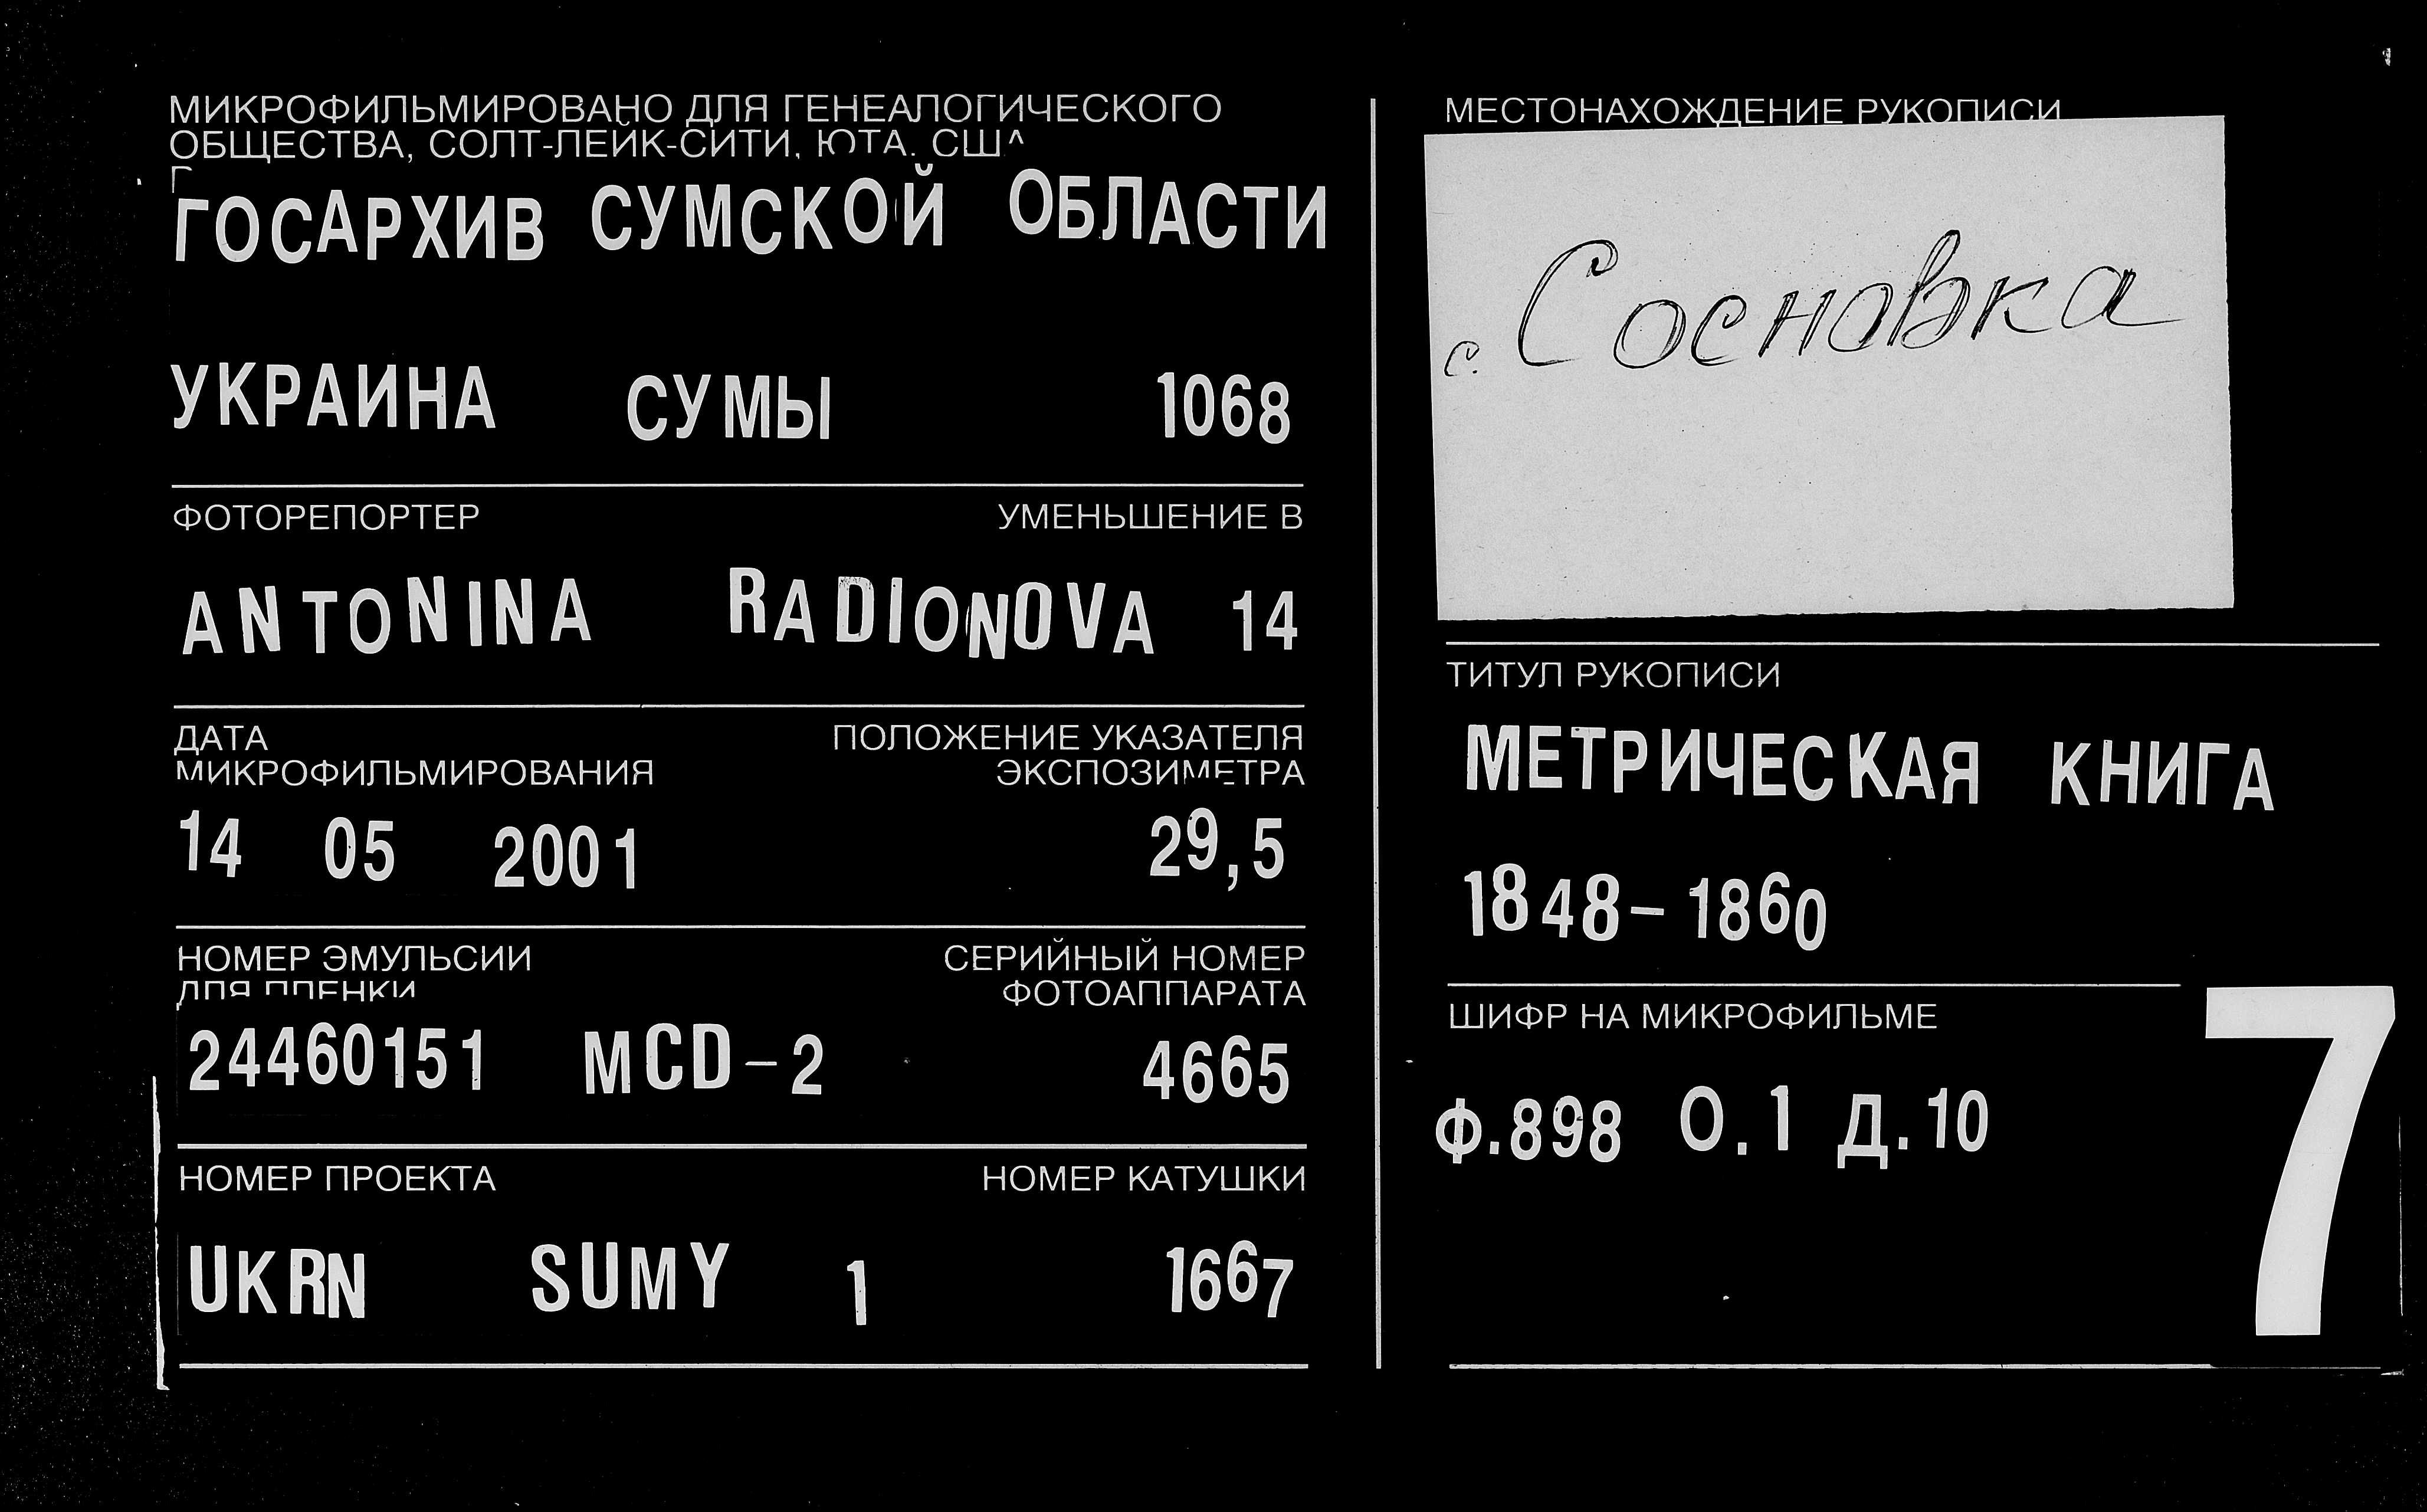 МИКРОФИЛЬМИРОВАНО ДЛЯ ГЕНЕАЛОГИЧЕСКОГО
ОБЩЕСТВА, СОЛТ-ЛЕЙК-СИТИ, ЮТА, США
ГОСАРХИВ СУМСКОЙ ОБЛАСТИ
УКРАИНА СУМЫ 1068
ФОТОРЕПОРТЕР УМЕНЬШЕНИЕ В
ANTONINA RADIONOVA 14
ДАТА ПОЛОЖЕНИЕ УКАЗАТЕЛЯ
МИКРОФИЛЬМИРОВАНИЯ ЭКСПОЗИМЕТРА
14 05 2001 29,5
НОМЕР ЭМУЛЬСИИ СЕРИЙНЫЙ НОМЕР
ДЛЯ ПЛЕНКИ ФОТОАППАРАТА
24460151 MCD-2 4665
НОМЕР ПРОЕКТА НОМЕР КАТУШКИ
UKRN SUMY 1 1667
МЕСТОНАХОЖДЕНИЕ РУКОПИСИ
с. Сосновка
ТИТУЛ РУКОПИСИ
МЕТРИЧЕСКАЯ КНИГА
1848-1860
ШИФР НА МИКРОФИЛЬМЕ
Ф.898 О.1 Д.10
7